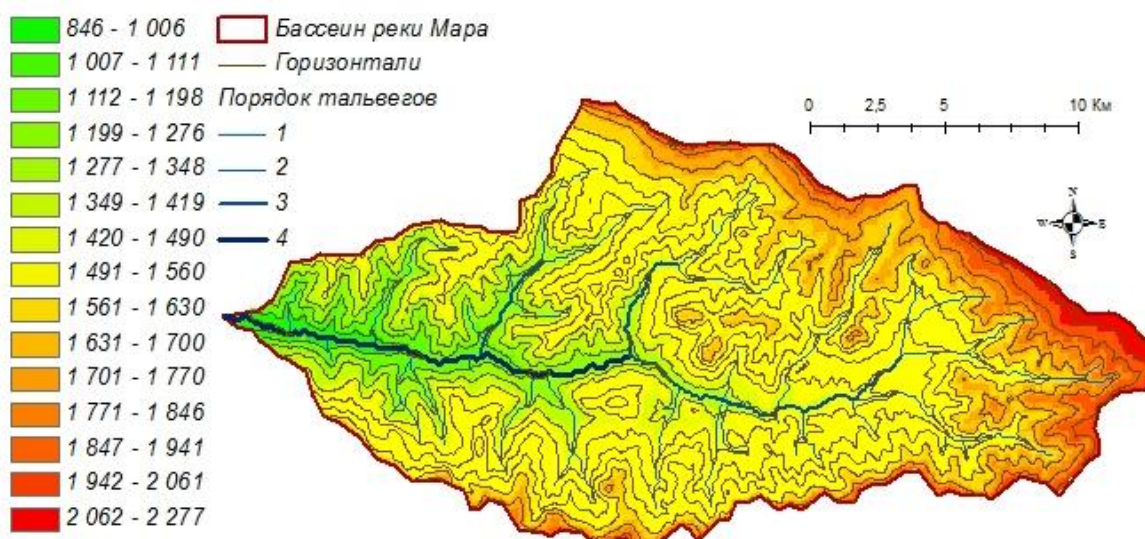 846 - 1 006
1 007 - 1 111
1 112 - 1 198
1 199 - 1 276
1 277 - 1 348
1 349 - 1 419
1 420 - 1 490
1 491 - 1 560
1 561 - 1 630
1 631 - 1 700
1 701 - 1 770
1 771 - 1 846
1 847 - 1 941
1 942 - 2 061
2 062 - 2 277
Бассеин реки Мара
Горизонтали
Порядок тальвегов
1
2
3
4
0 2,5 5 10 Км
N
W E
S